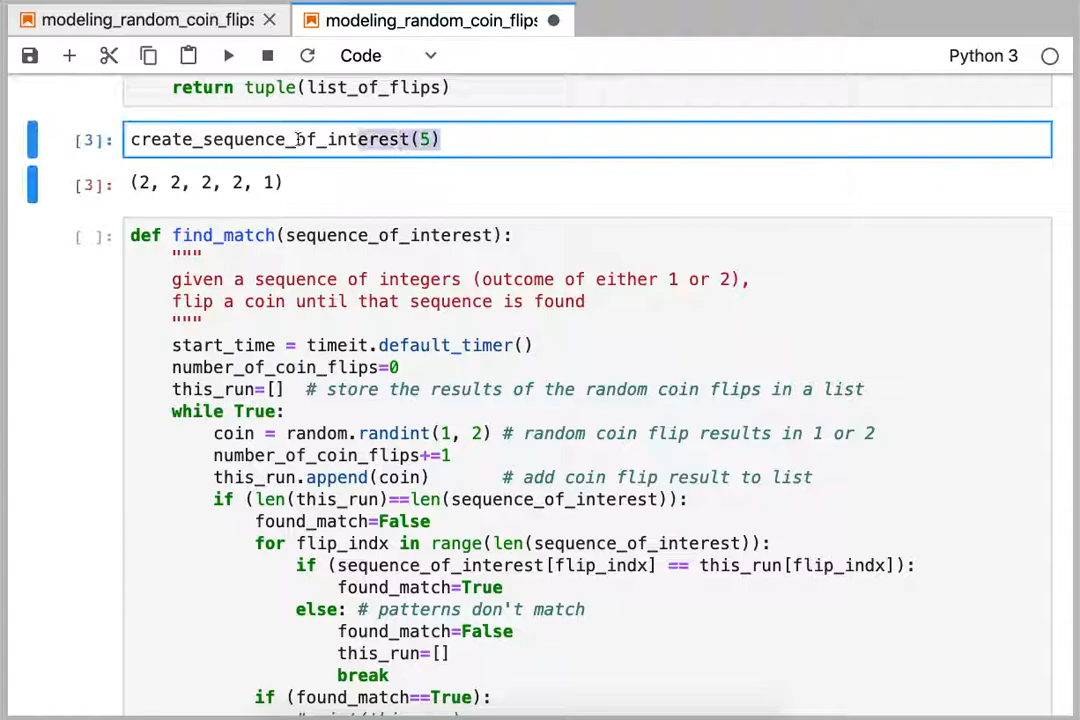 modeling_random_coin_flips
modeling_random_coin_flips
Code
Python 3
return tuple(list_of_flips)
[3]: create_sequence_of_interest(5)
[3]: (2, 2, 2, 2, 1)
[ ]: def find_match(sequence_of_interest):
"""
given a sequence of integers (outcome of either 1 or 2),
flip a coin until that sequence is found
"""
start_time = timeit.default_timer()
number_of_coin_flips=0
this_run=[]  # store the results of the random coin flips in a list
while True:
coin = random.randint(1, 2) # random coin flip results in 1 or 2
number_of_coin_flips+=1
this_run.append(coin)       # add coin flip result to list
if (len(this_run)==len(sequence_of_interest)):
found_match=False
for flip_indx in range(len(sequence_of_interest)):
if (sequence_of_interest[flip_indx] == this_run[flip_indx]):
found_match=True
else: # patterns don't match
found_match=False
this_run=[]
break
if (found_match==True):